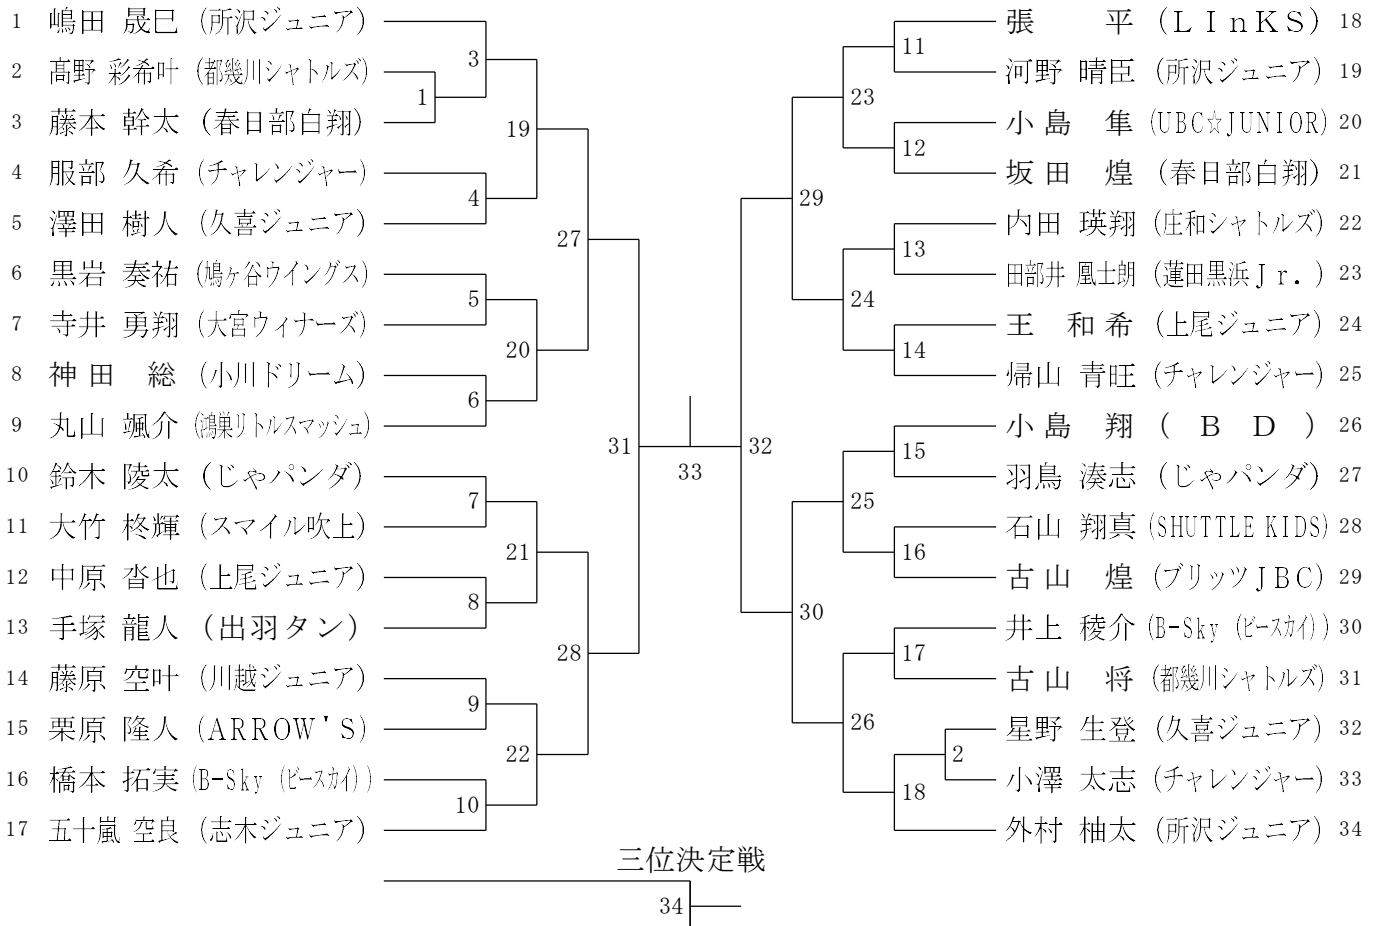 1 嶋田 晟巳 (所沢ジュニア)
2 髙野 彩希叶 (都幾川シャトルズ)
3 藤本 幹太 (春日部白翔)
4 服部 久希 (チャレンジャー)
5 澤田 樹人 (久喜ジュニア)
6 黒岩 奏祐 (鳩ヶ谷ウイングス)
7 寺井 勇翔 (大宮ウィナーズ)
8 神田 総 (小川ドリーム)
9 丸山 颯介 (鴻巣リトルスマッシュ)
10 鈴木 陵太 (じゃパンダ)
11 大竹 柊輝 (スマイル吹上)
12 中原 沓也 (上尾ジュニア)
13 手塚 龍人 (出羽タン)
14 藤原 空叶 (川越ジュニア)
15 栗原 隆人 (ARROW'S)
16 橋本 拓実 (B-Sky (ビースカイ))
17 五十嵐 空良 (志木ジュニア)
3
1
19
4
27
5
20
6
31
7
21
8
28
9
22
10
33
11
23
12
29
13
24
14
32
15
25
16
30
17
26
2
18
張 平 (LInKS) 18
河野 晴臣 (所沢ジュニア) 19
小島 隼 (UBC☆JUNIOR) 20
坂田 煌 (春日部白翔) 21
内田 瑛翔 (庄和シャトルズ) 22
田部井 凰士朗 (蓮田黒浜Jr.) 23
王 和希 (上尾ジュニア) 24
帰山 青旺 (チャレンジャー) 25
小島 翔 (BD) 26
羽鳥 湊志 (じゃパンダ) 27
石山 翔真 (SHUTTLE KIDS) 28
古山 煌 (ブリッツJBC) 29
井上 稜介 (B-Sky (ビースカイ)) 30
古山 将 (都幾川シャトルズ) 31
星野 生登 (久喜ジュニア) 32
小澤 太志 (チャレンジャー) 33
外村 柚太 (所沢ジュニア) 34
三位決定戦
34